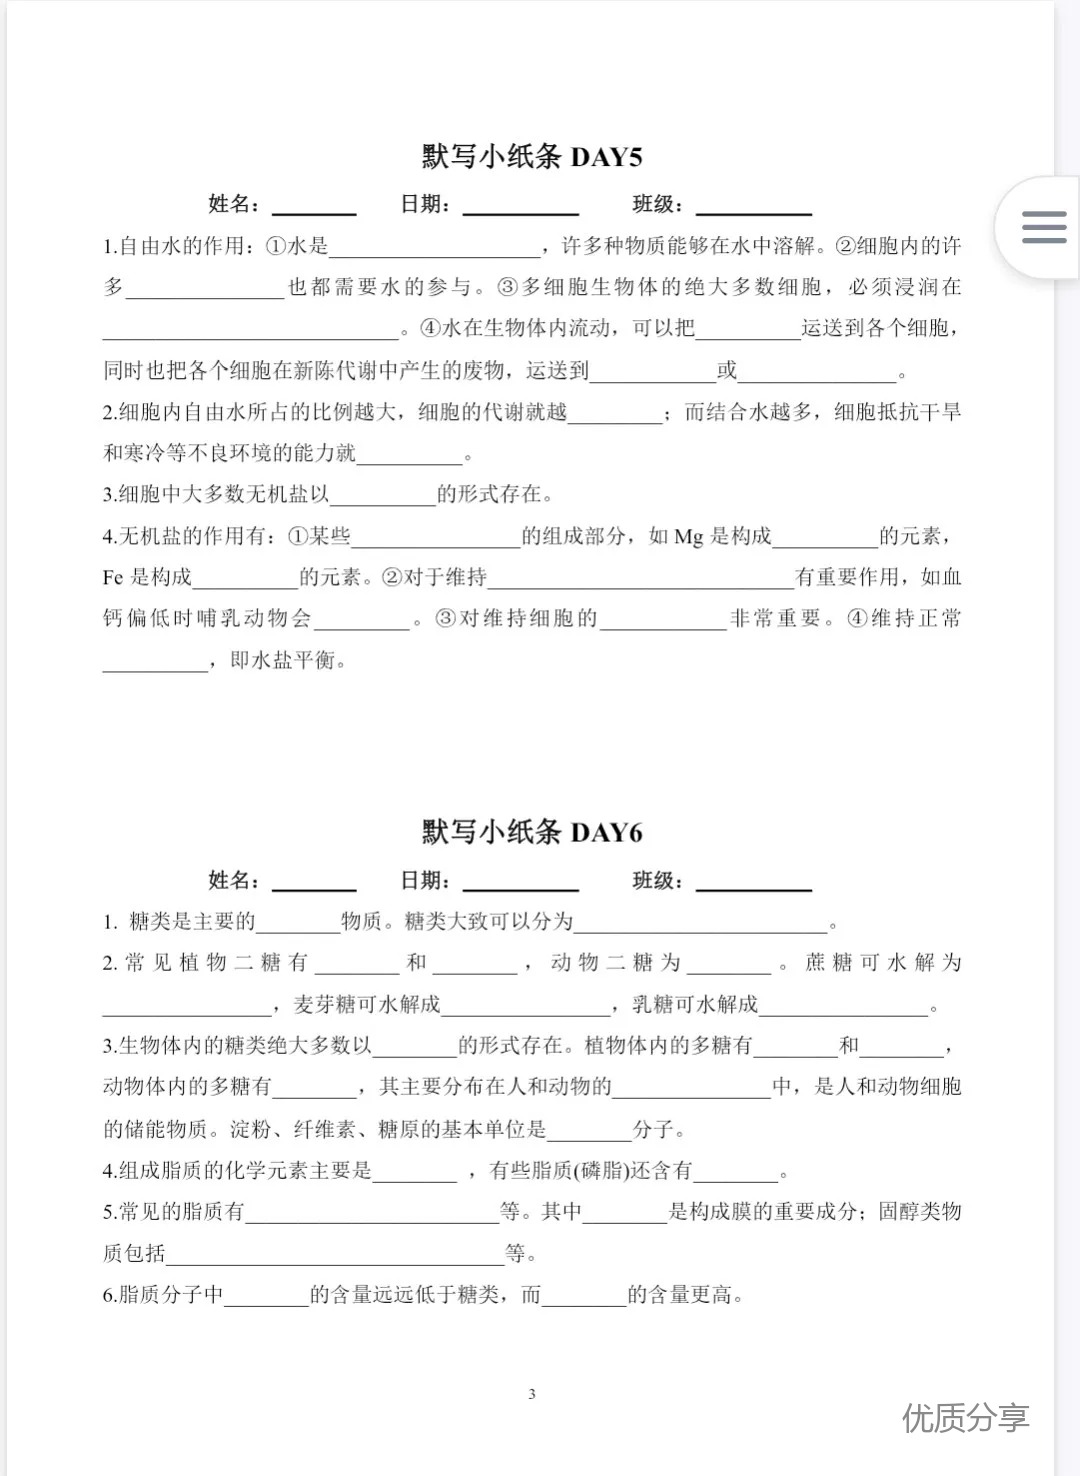 默写小纸条 DAY5
姓名：________ 日期：___________ 班级：___________
1.自由水的作用：①水是____________________，许多种物质能够在水中溶解。②细胞内的许
多_______________也都需要水的参与。③多细胞生物体的绝大多数细胞，必须浸润在
____________________________。④水在生物体内流动，可以把__________运送到各个细胞，
同时也把各个细胞在新陈代谢中产生的废物，运送到____________或_______________。
2.细胞内自由水所占的比例越大，细胞的代谢就越_________；而结合水越多，细胞抵抗干旱
和寒冷等不良环境的能力就__________。
3.细胞中大多数无机盐以__________的形式存在。
4.无机盐的作用有：①某些________________的组成部分，如 Mg 是构成__________的元素，
Fe 是构成__________的元素。②对于维持_____________________________有重要作用，如血
钙偏低时哺乳动物会_________。③对维持细胞的____________非常重要。④维持正常
__________，即水盐平衡。
默写小纸条 DAY6
姓名：________ 日期：___________ 班级：___________
1. 糖类是主要的________物质。糖类大致可以分为________________________。
2.常见植物二糖有________和________，动物二糖为________。蔗糖可水解为
________________，麦芽糖可水解成________________，乳糖可水解成________________。
3.生物体内的糖类绝大多数以________的形式存在。植物体内的多糖有________和________，
动物体内的多糖有________，其主要分布在人和动物的_______________中，是人和动物细胞
的储能物质。淀粉、纤维素、糖原的基本单位是________分子。
4.组成脂质的化学元素主要是________ ，有些脂质(磷脂)还含有________。
5.常见的脂质有________________________等。其中________是构成膜的重要成分；固醇类物
质包括________________________________等。
6.脂质分子中________的含量远远低于糖类，而________的含量更高。
3
优质分享